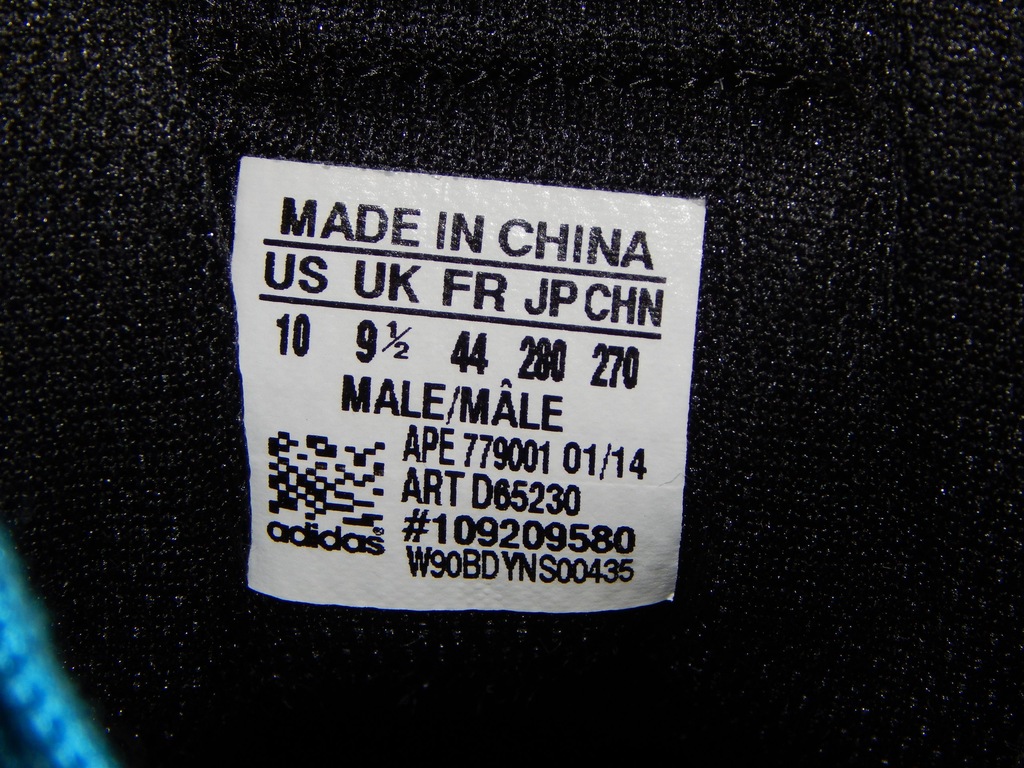 MADE IN CHINA
US UK FR JP CHN
10 9½ 44 280 270
MALE/MÂLE
APE 779001 01/14
ART D65230
#109209580
adidas®
W90BDYNS00435